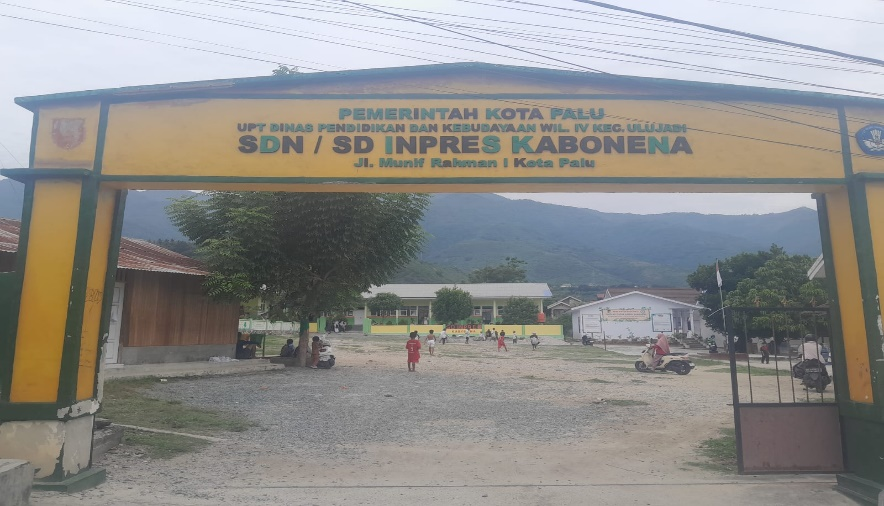 PEMERINTAH KOTA PALU
UPT DINAS PENDIDIKAN DAN KEBUDAYAAN WIL. IV KEC. ULUJADI
SDN / SD INPRES KABONENA
Jl. Munif Rahman I Kota Palu